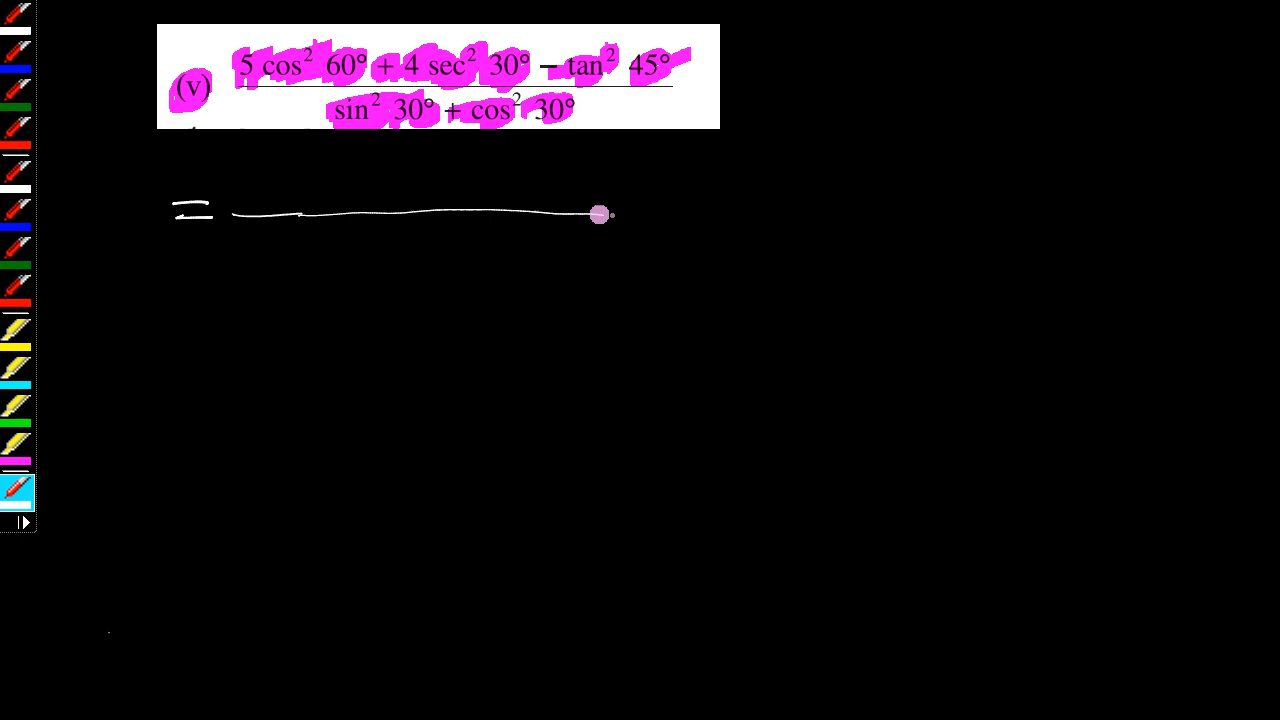 (v) 5 cos² 60° + 4 sec² 30° − tan² 45°
sin² 30° + cos² 30°
=